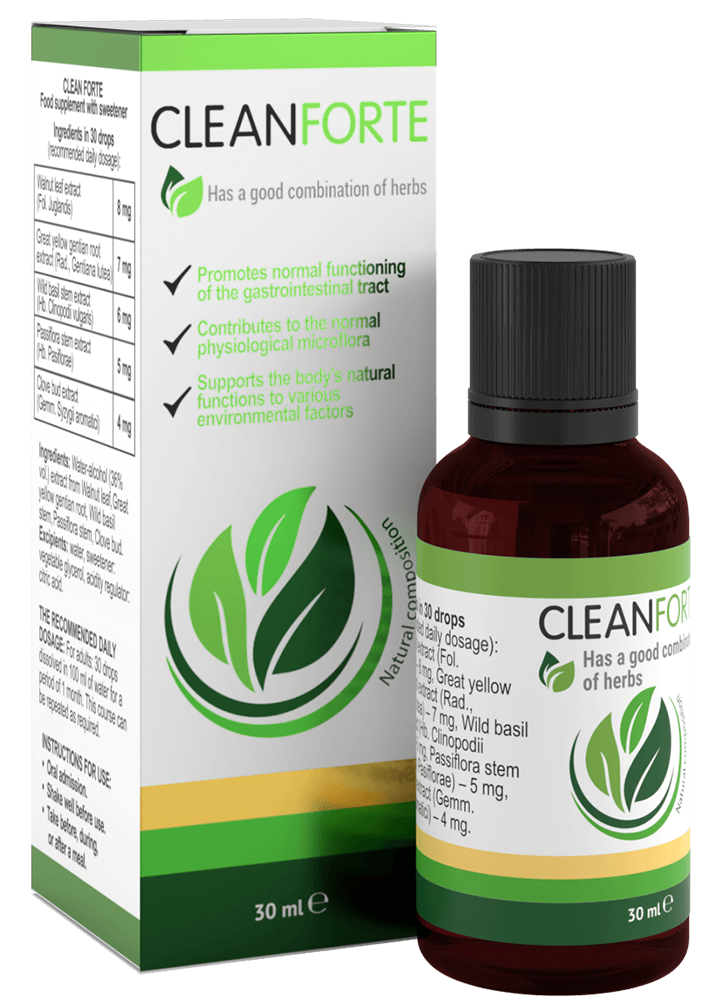 CLEAN FORTE
Food supplement with sweetener
Ingredients in 30 drops
(recommended daily dosage):
Walnut leaf extract
(Fol. Juglandis)
8 mg
Great yellow gentian root
extract (Rad., Gentiana lutea)
7 mg
Wild basil stem extract
(Hb. Clinopodii vulgaris)
6 mg
Passiflora stem extract
(Hb. Pasiflorae)
5 mg
Clove bud extract
(Gemm. Syzygii aromatici)
4 mg
Ingredients: Water-alcohol (36%
vol.) extract from Walnut leaf, Great
yellow gentian root, Wild basil
stem, Passiflora stem, Clove bud.
Excipients: water, sweetener:
vegetable glycerol, acidity regulator:
citric acid.
THE RECOMMENDED DAILY
DOSAGE: For adults: 30 drops
dissolved in 100 ml of water for a
period of 1 month. This course can
be repeated as required.
INSTRUCTIONS FOR USE:
• Oral admission.
• Shake well before use.
• Take before, during,
or after a meal.
CLEANFORTE
Has a good combination of herbs
Promotes normal functioning
of the gastrointestinal tract
Contributes to the normal
physiological microflora
Supports the body's natural
functions to various
environmental factors
Natural composition
30 ml e
in 30 drops
ed daily dosage):
extract (Fol.
mg, Great yellow
extract (Rad.,
– 7 mg, Wild basil
Hb. Clinopodii
mg, Passiflora stem
Pasiflorae) – 5 mg,
extract (Gemm.
– 4 mg.
CLEANFORT
Has a good combinat
of herbs
Natural composition
30 ml e